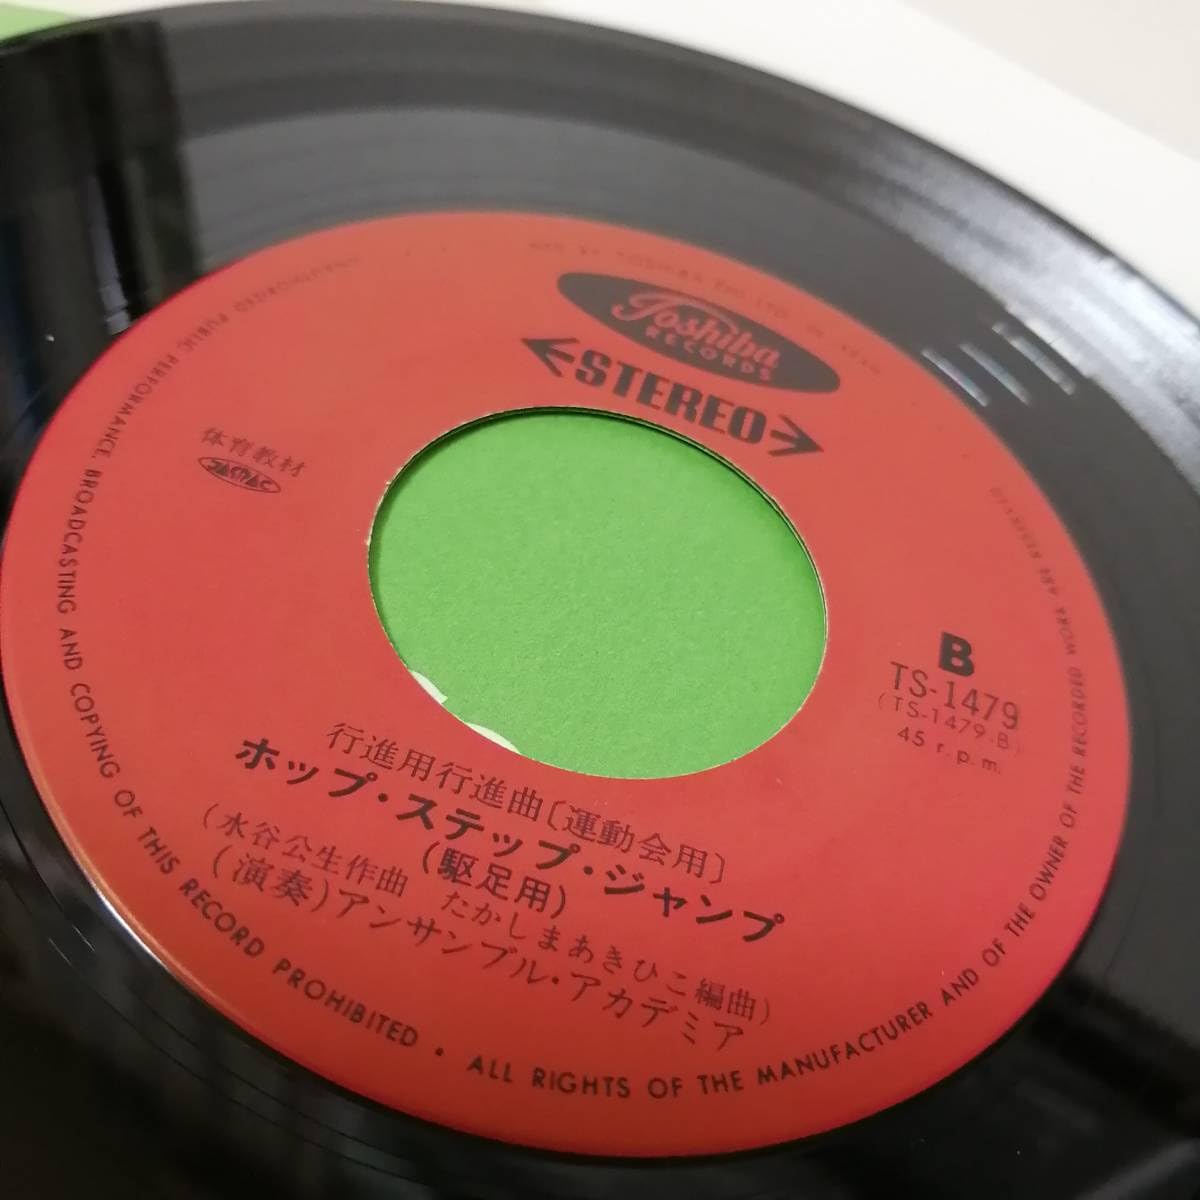 Toshiba
RECORDS
STEREO
体育教材
B
TS-1479
(TS-1479-B)
45 r.p.m.
行進用行進曲〔運動会用〕
ホップ・ステップ・ジャンプ
(駆足用)
(水谷公生作曲 たかしまあきひこ編曲)
(演奏)アンサンブル・アカデミア
ALL RIGHTS OF THE MANUFACTURER AND OF THE OWNER OF THE RECORDED WORK ARE RESERVED
UNAUTHORIZED PUBLIC PERFORMANCE, BROADCASTING AND COPYING OF THIS RECORD PROHIBITED •